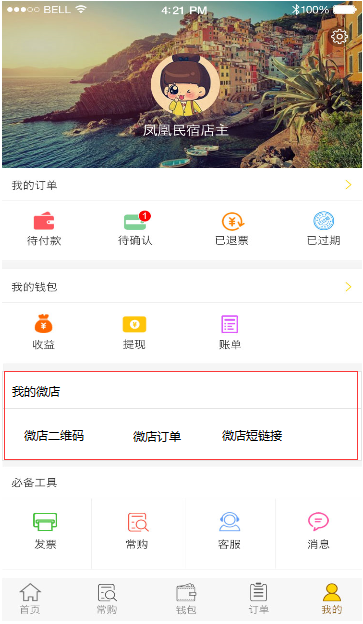 BELL 4:21 PM 100%
凤凰民宿店主
我的订单
待付款 1 待确认 已退票 已过期
我的钱包
收益 提现 账单
我的微店
微店二维码 微店订单 微店短链接
必备工具
发票 常购 客服 消息
首页 常购 钱包 订单 我的